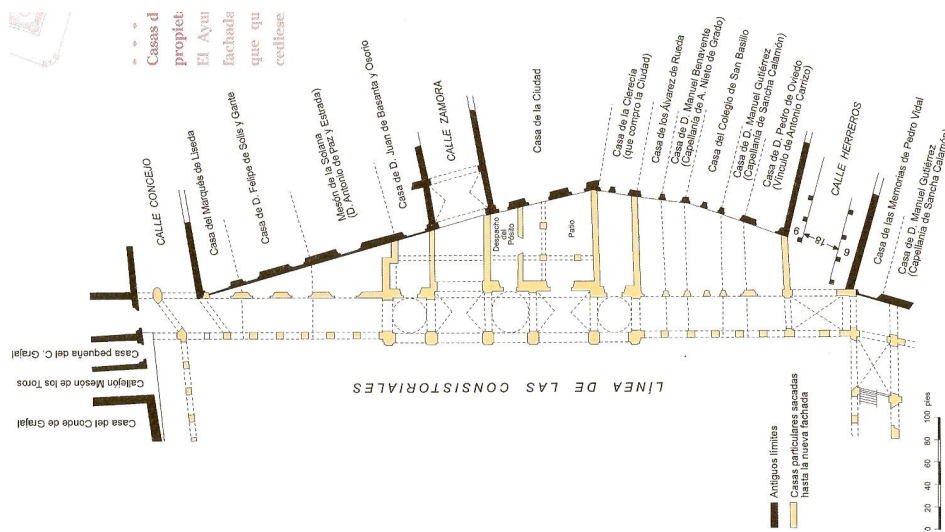 Casas d
propiet
El Ayu
fachada
que qu
cediese
CALLE CONCEJO
Casa del Marqués de Liseda
Casa de D. Felipe de Solís y Gante
Mesón de la Solana
(D. Antonio de Paz y Estrada)
Casa de D. Juan de Basanta y Osorio
CALLE ZAMORA
Casa de la Ciudad
Casa de la Clerecía
(que compro la Ciudad)
Casa de los Álvarez de Rueda
Casa de D. Manuel Benavente
(Capellanía de A. Nieto de Grado)
Casa del Colegio de San Basilio
Casa de D. Manuel Gutiérrez
(Capellanía de Sancha Calamón)
Casa de D. Pedro de Oviedo
(Vínculo de Antonio Carrizo)
CALLE HERREROS
Casa de las Memorias de Pedro Vidal
Casa de D. Manuel Gutiérrez
(Capellanía de Sancha Calamón)
Despacho
del
Pósito
Patio
9
18
6
Casa pequeña del C. Grajal
Callejón Mesón de los Toros
Casa del Conde de Grajal
LÍNEA DE LAS CONSISTORIALES
Antiguos límites
Casas particulares sacadas
hasta la nueva fachada
0 20 40 60 80 100 pies